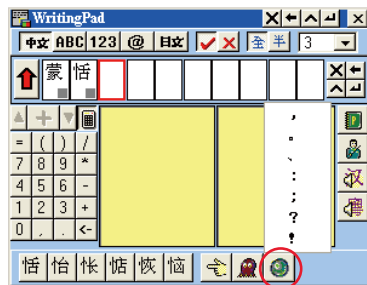 WritingPad
中文 ABC 123 @ 日文 全 半 3
蒙 恬
，
。
、
：
；
？
！
= ( ) /
7 8 9 *
4 5 6 -
1 2 3 +
0 , . <-
恬 怡 怅 惦 恢 恼